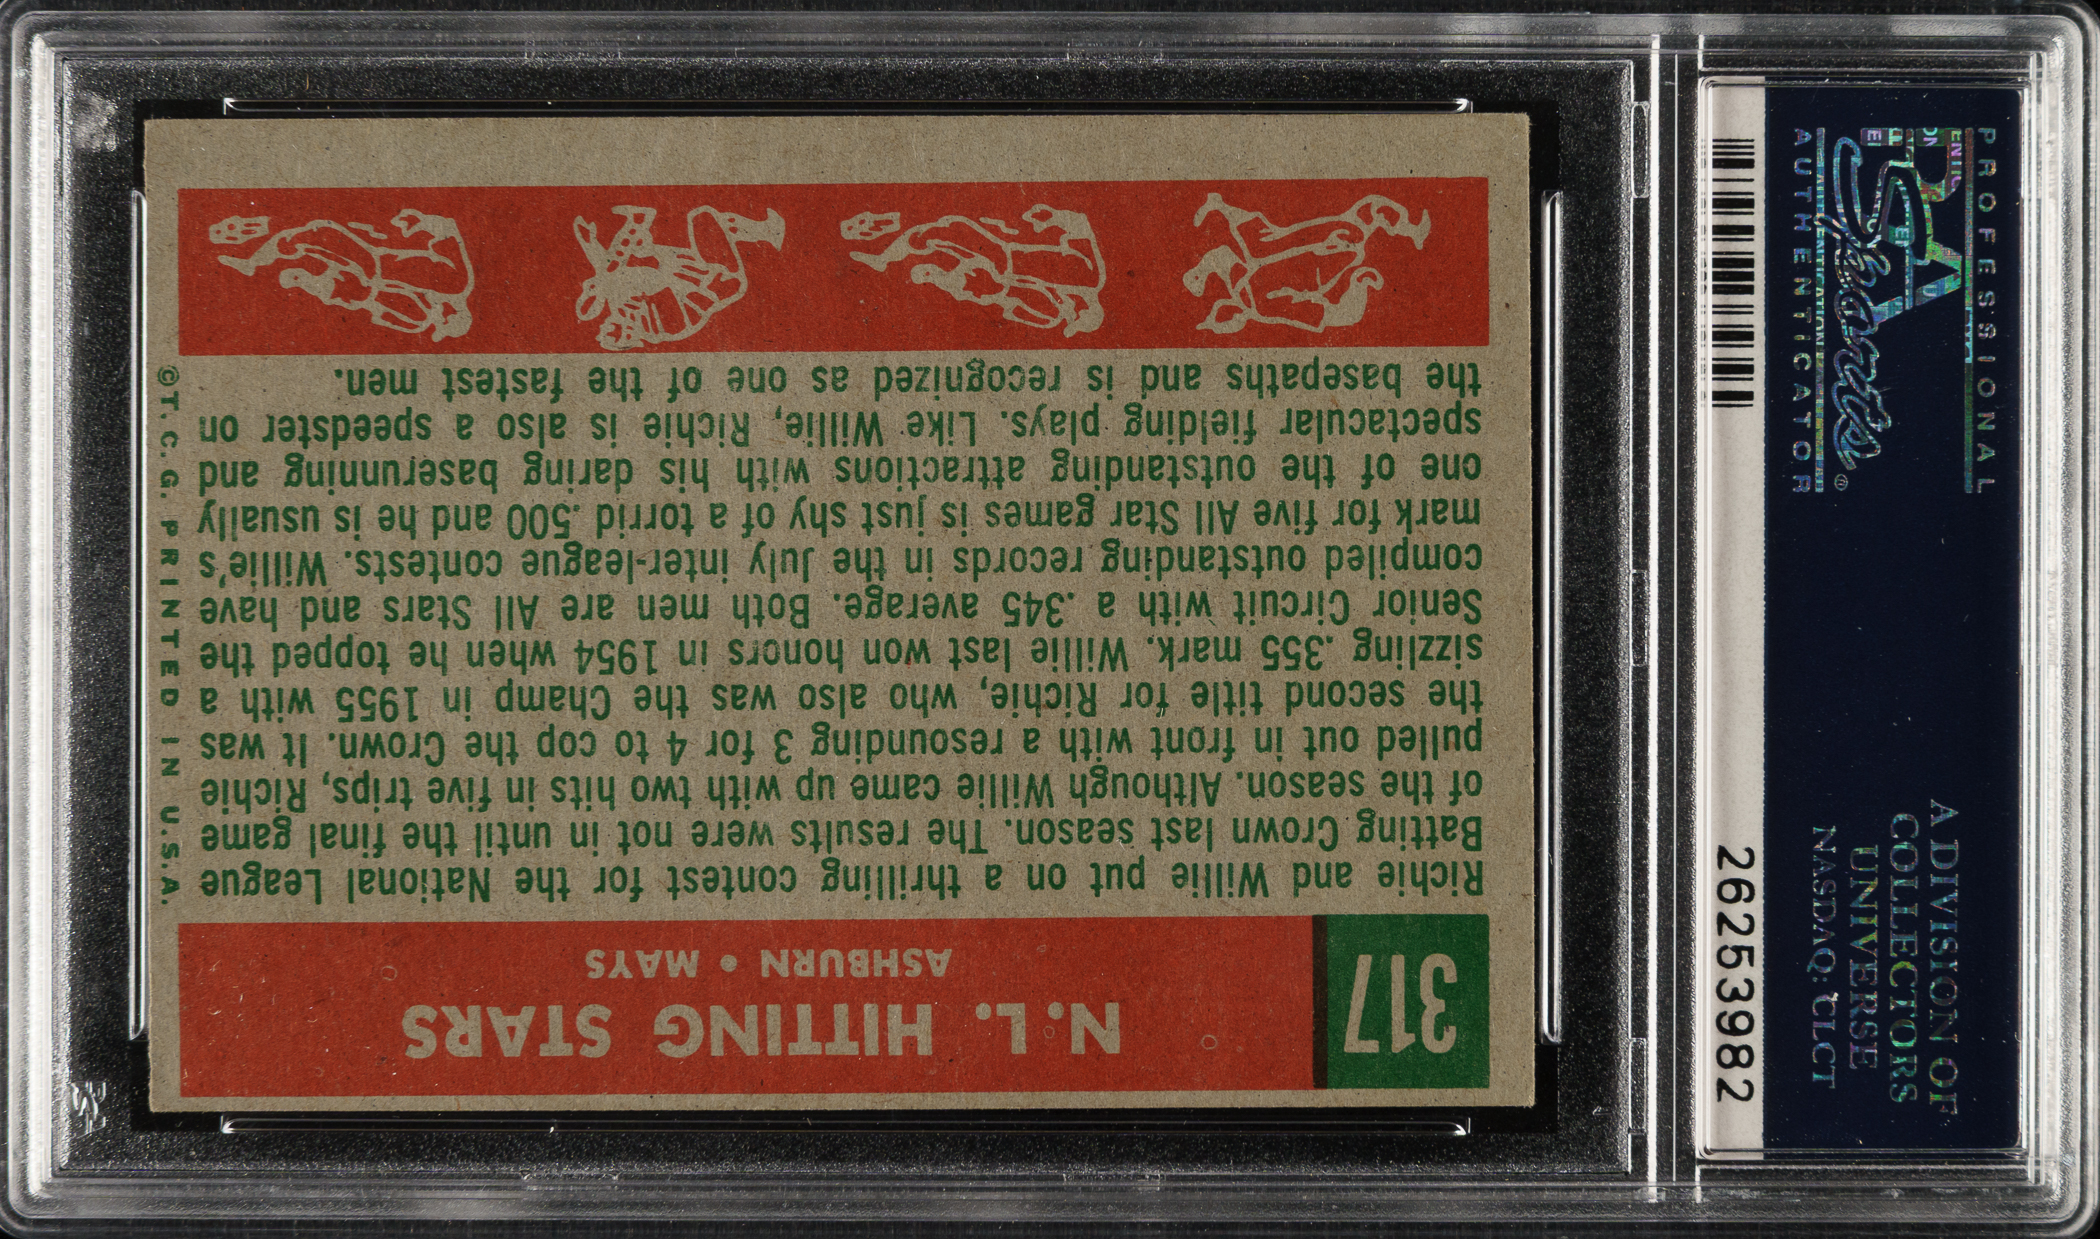 317
N.L. HITTING STARS
ASHBURN • MAYS
Richie and Willie put on a thrilling contest for the National League
Batting Crown last season. The results were not in until the final game
of the season. Although Willie came up with two hits in five trips, Richie
pulled out in front with a resounding 3 for 4 to cop the Crown. It was
the second title for Richie, who also was the Champ in 1955 with a
sizzling .355 mark. Willie last won honors in 1954 when he topped the
Senior Circuit with a .345 average. Both men are All Stars and have
compiled outstanding records in the July inter-league contests. Willie's
mark for five All Star games is just shy of a torrid .500 and he is usually
one of the outstanding attractions with his daring baserunning and
spectacular fielding plays. Like Willie, Richie is also a speedster on
the basepaths and is recognized as one of the fastest men.
©T.C.G. PRINTED IN U.S.A.
PROFESSIONAL
PSA
Sports®
AUTHENTICATOR
A DIVISION OF
COLLECTORS
UNIVERSE
NASDAQ: CLCT
26253982